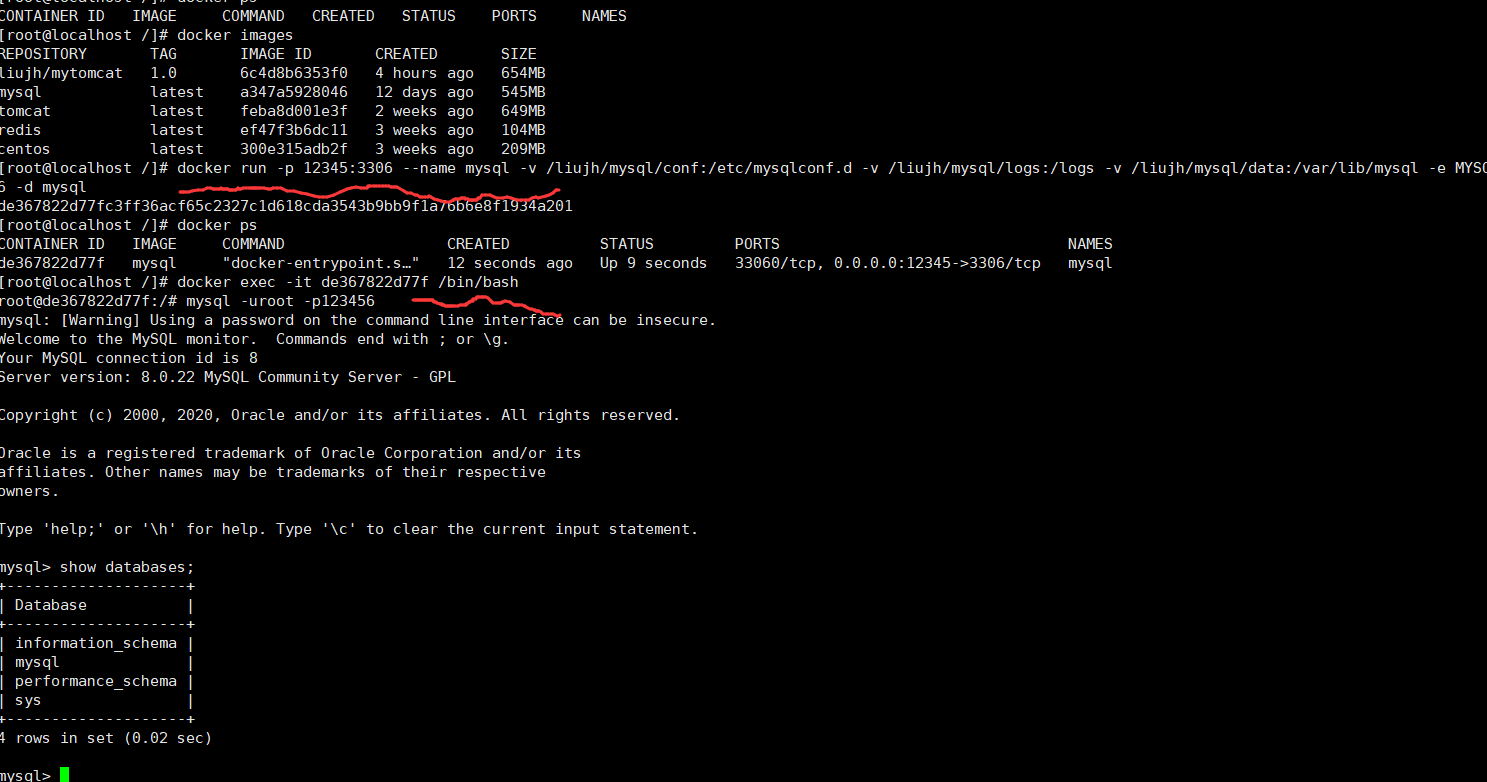 [root@localhost /]# docker ps
CONTAINER ID   IMAGE     COMMAND   CREATED   STATUS    PORTS     NAMES
[root@localhost /]# docker images
REPOSITORY       TAG       IMAGE ID       CREATED        SIZE
liujh/mytomcat   1.0       6c4d8b6353f0   4 hours ago    654MB
mysql            latest    a347a5928046   12 days ago    545MB
tomcat           latest    feba8d001e3f   2 weeks ago    649MB
redis            latest    ef47f3b6dc11   3 weeks ago    104MB
centos           latest    300e315adb2f   3 weeks ago    209MB
[root@localhost /]# docker run -p 12345:3306 --name mysql -v /liujh/mysql/conf:/etc/mysqlconf.d -v /liujh/mysql/logs:/logs -v /liujh/mysql/data:/var/lib/mysql -e MYSQ
6 -d mysql
de367822d77fc3ff36acf65c2327c1d618cda3543b9bb9f1a76b6e8f1934a201
[root@localhost /]# docker ps
CONTAINER ID   IMAGE     COMMAND                  CREATED          STATUS         PORTS                                NAMES
de367822d77f   mysql     "docker-entrypoint.s…"   12 seconds ago   Up 9 seconds   33060/tcp, 0.0.0.0:12345->3306/tcp   mysql
[root@localhost /]# docker exec -it de367822d77f /bin/bash
root@de367822d77f:/# mysql -uroot -p123456
mysql: [Warning] Using a password on the command line interface can be insecure.
Welcome to the MySQL monitor.  Commands end with ; or \g.
Your MySQL connection id is 8
Server version: 8.0.22 MySQL Community Server - GPL
Copyright (c) 2000, 2020, Oracle and/or its affiliates. All rights reserved.
Oracle is a registered trademark of Oracle Corporation and/or its
affiliates. Other names may be trademarks of their respective
owners.
Type 'help;' or '\h' for help. Type '\c' to clear the current input statement.
mysql> show databases;
+--------------------+
| Database           |
+--------------------+
| information_schema |
| mysql              |
| performance_schema |
| sys                |
+--------------------+
4 rows in set (0.02 sec)
mysql>